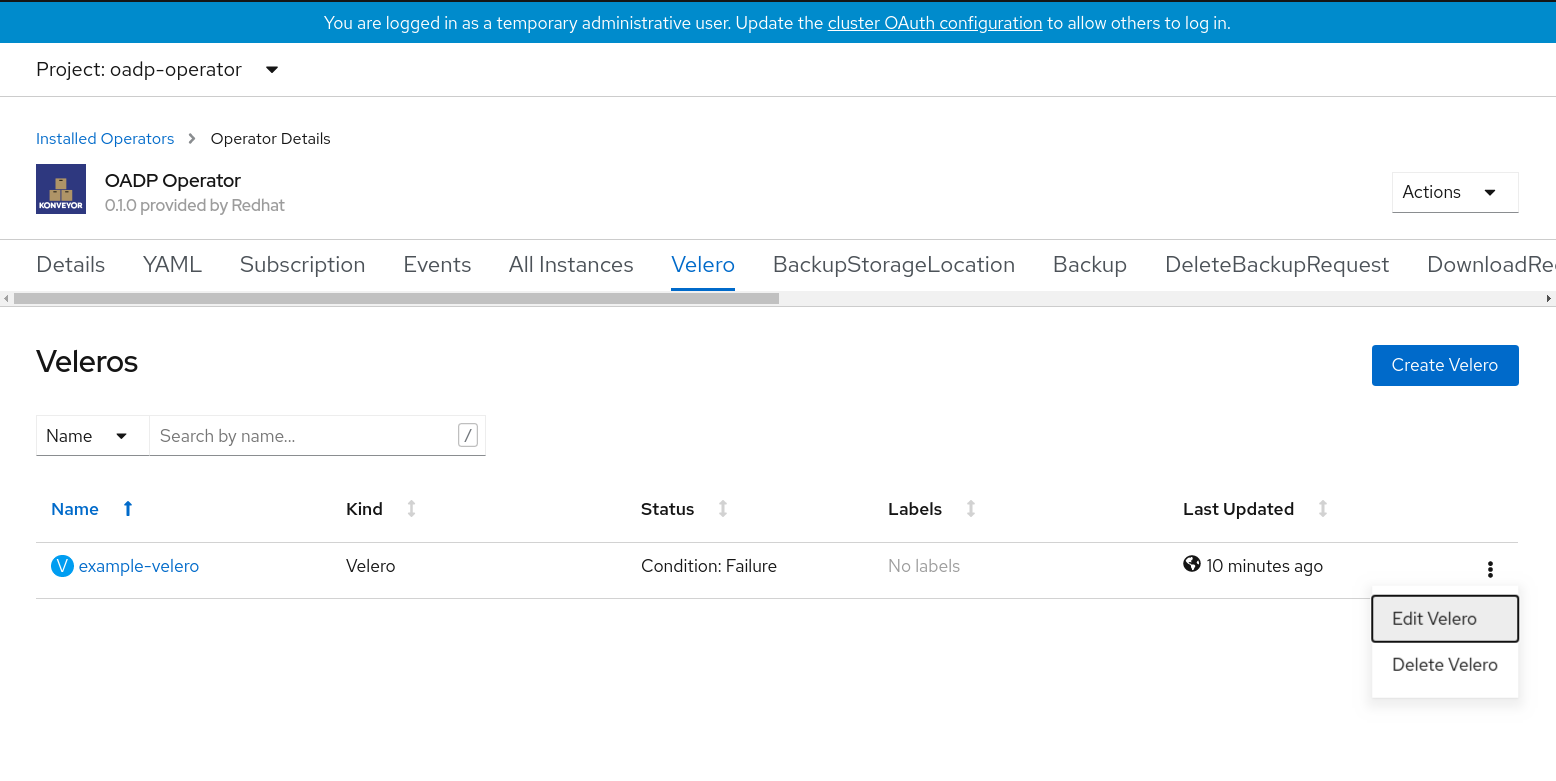 You are logged in as a temporary administrative user. Update the cluster OAuth configuration to allow others to log in.
Project: oadp-operator
Installed Operators Operator Details
KONVEYOR
OADP Operator
0.1.0 provided by Redhat
Actions
Details YAML Subscription Events All Instances Velero BackupStorageLocation Backup DeleteBackupRequest DownloadRe
Veleros
Create Velero
Name Search by name... /
Name Kind Status Labels Last Updated
V example-velero Velero Condition: Failure No labels 10 minutes ago
Edit Velero
Delete Velero